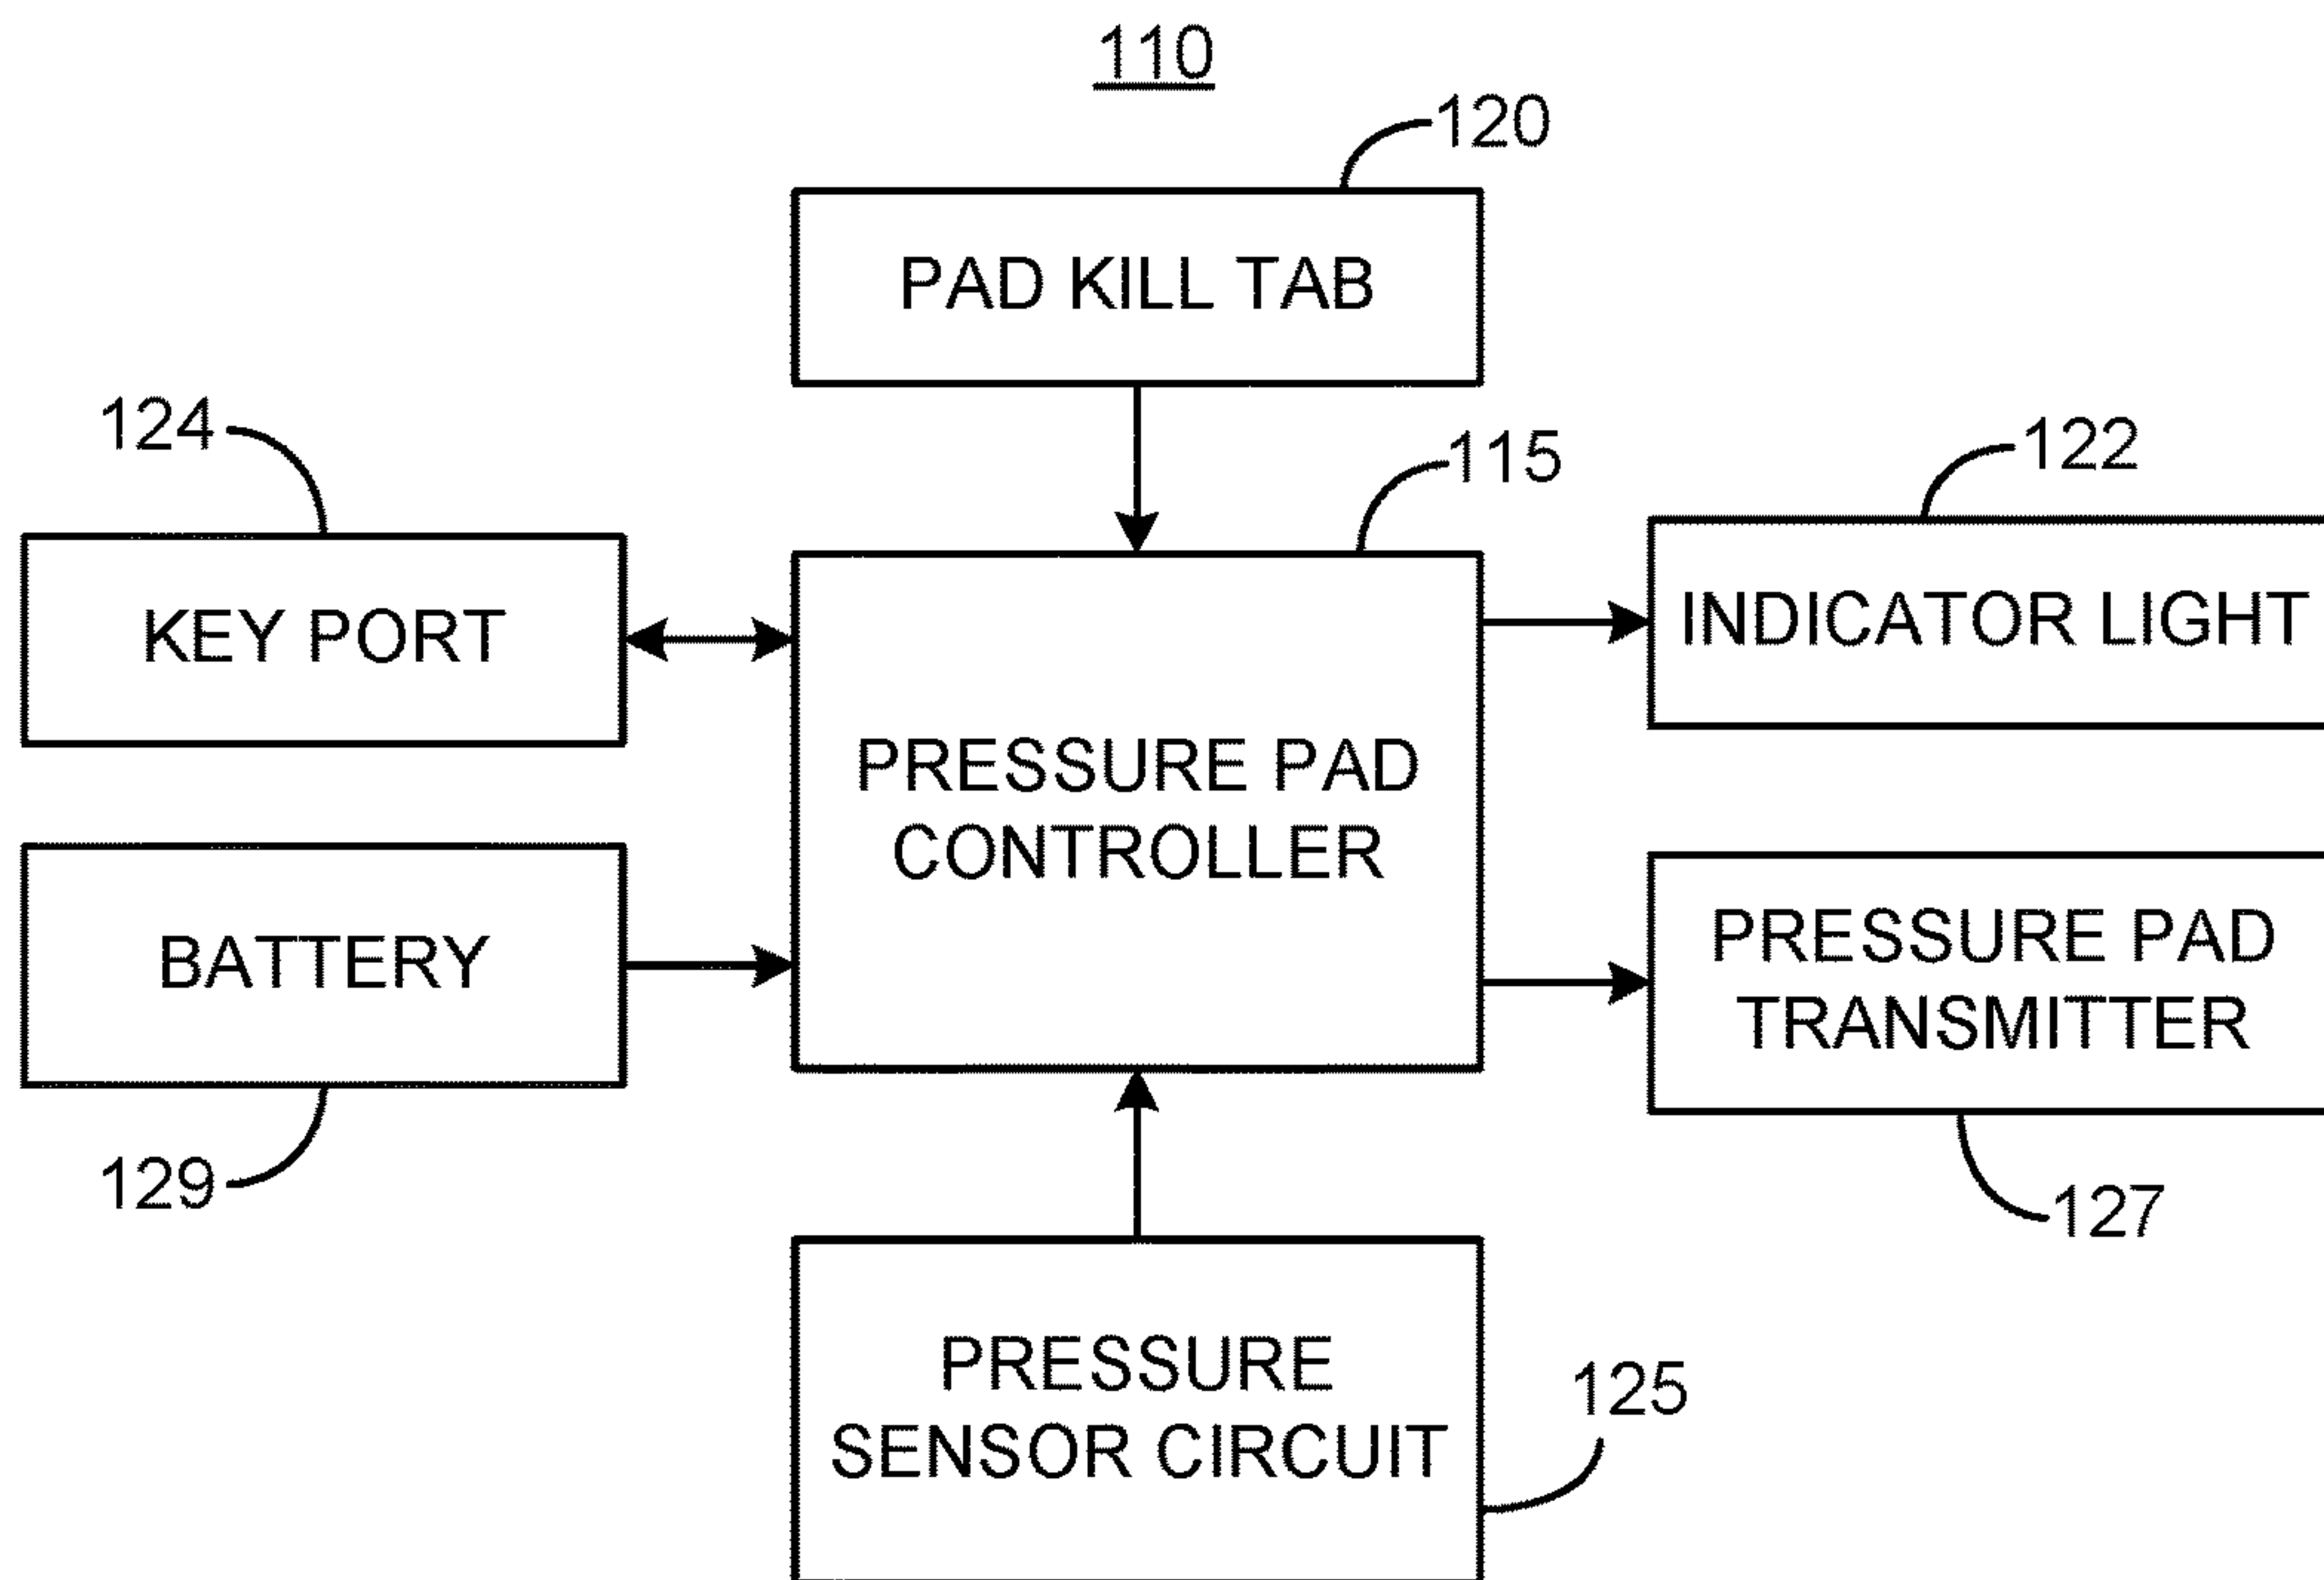 110
120
PAD KILL TAB
124
115
122
KEY PORT
INDICATOR LIGHT
PRESSURE PAD
CONTROLLER
BATTERY
PRESSURE PAD
TRANSMITTER
129
127
PRESSURE
SENSOR CIRCUIT
125